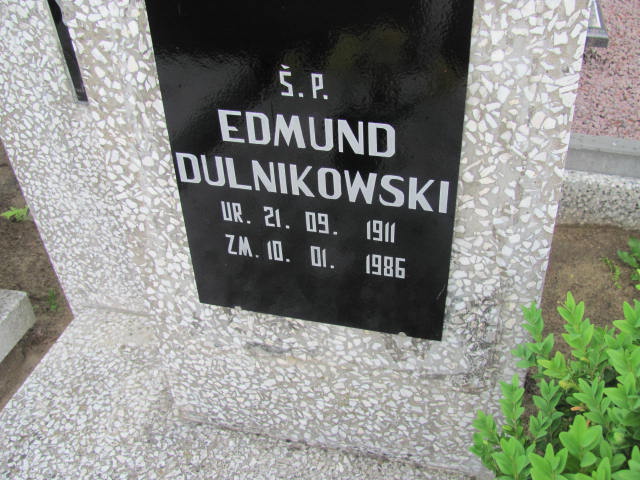 Š.P.
EDMUND
DULNIKOWSKI
UR. 21. 09. 1911
ZM. 10. 01. 1986